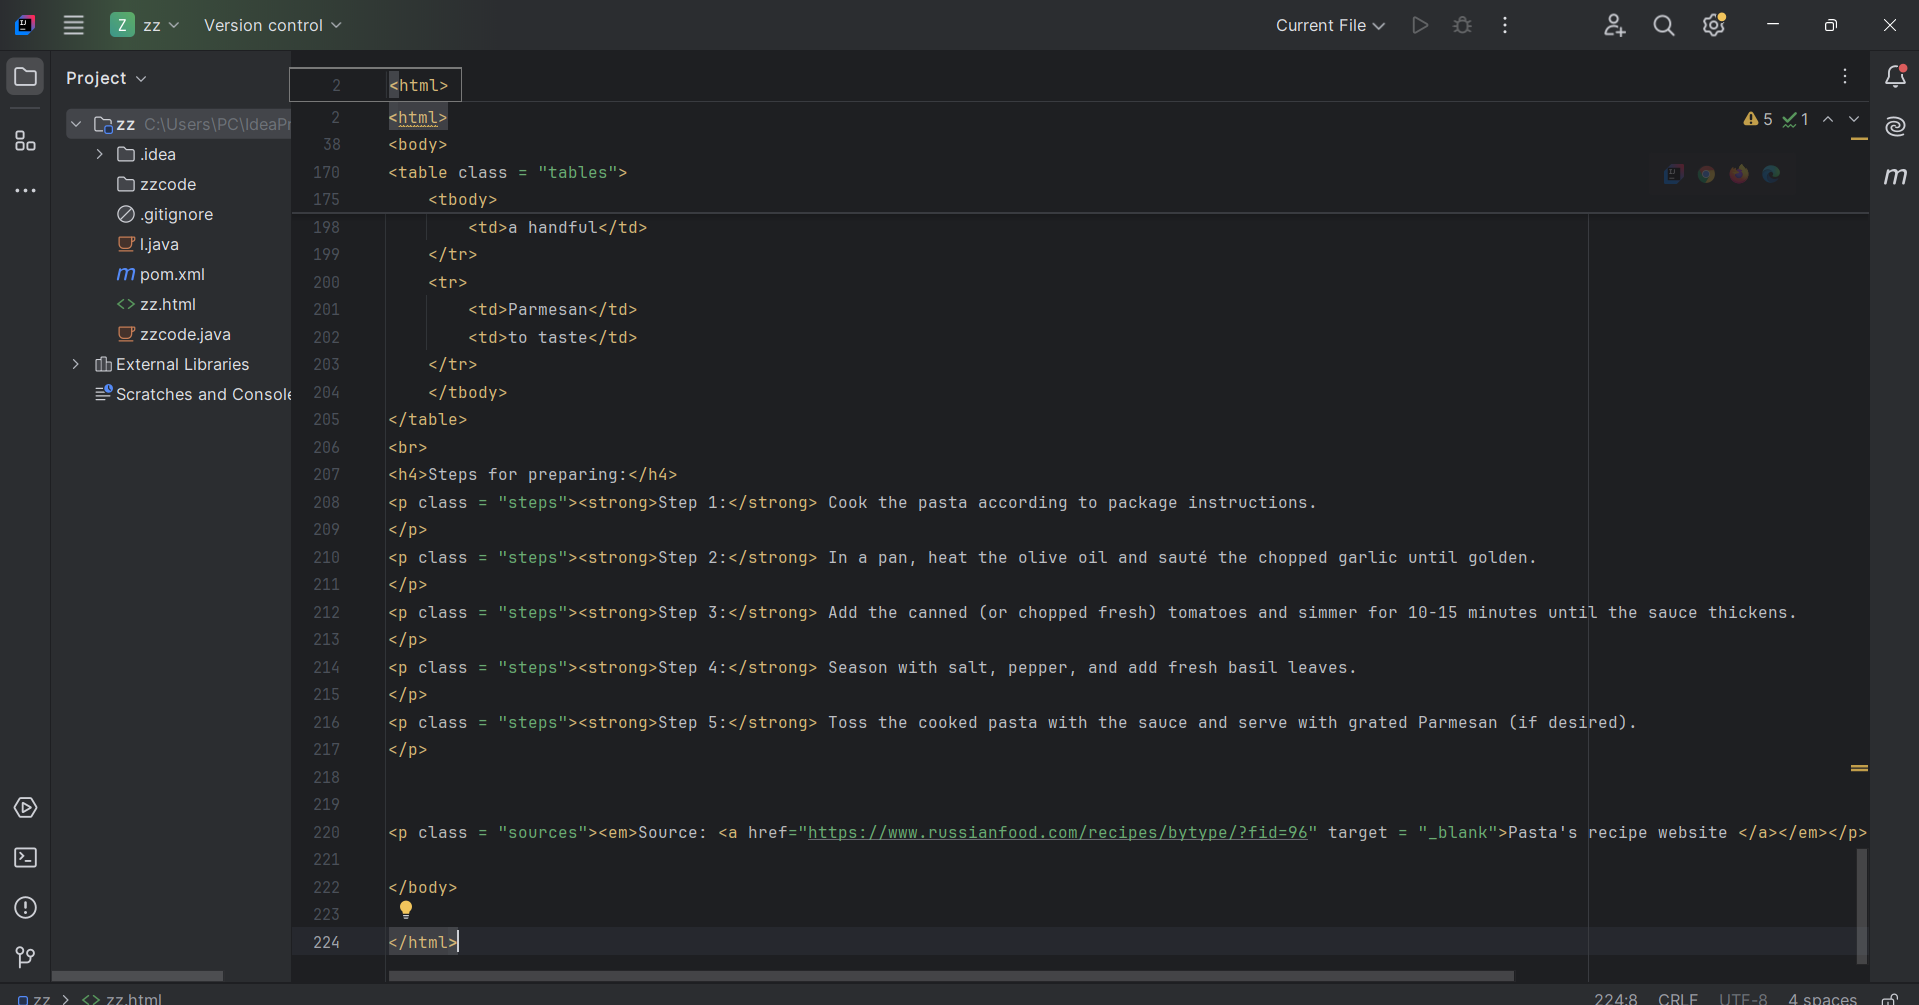 Z zz Version control Current File
Project
2 <html>
zz C:\Users\PC\IdeaPr
.idea
zzcode
.gitignore
I.java
m pom.xml
<> zz.html
zzcode.java
External Libraries
Scratches and Console
2 <html>
5 1
38 <body>
170 <table class = "tables">
175 <tbody>
m
198 <td>a handful</td>
199 </tr>
200 <tr>
201 <td>Parmesan</td>
202 <td>to taste</td>
203 </tr>
204 </tbody>
205 </table>
206 <br>
207 <h4>Steps for preparing:</h4>
208 <p class = "steps"><strong>Step 1:</strong> Cook the pasta according to package instructions.
209 </p>
210 <p class = "steps"><strong>Step 2:</strong> In a pan, heat the olive oil and sauté the chopped garlic until golden.
211 </p>
212 <p class = "steps"><strong>Step 3:</strong> Add the canned (or chopped fresh) tomatoes and simmer for 10-15 minutes until the sauce thickens.
213 </p>
214 <p class = "steps"><strong>Step 4:</strong> Season with salt, pepper, and add fresh basil leaves.
215 </p>
216 <p class = "steps"><strong>Step 5:</strong> Toss the cooked pasta with the sauce and serve with grated Parmesan (if desired).
217 </p>
218
219
220 <p class = "sources"><em>Source: <a href="https://www.russianfood.com/recipes/bytype/?fid=96" target = "_blank">Pasta's recipe website </a></em></p>
221
222 </body>
223
224 </html>
zz > <> zz.html 224:8 CRLF UTF-8 4 spaces